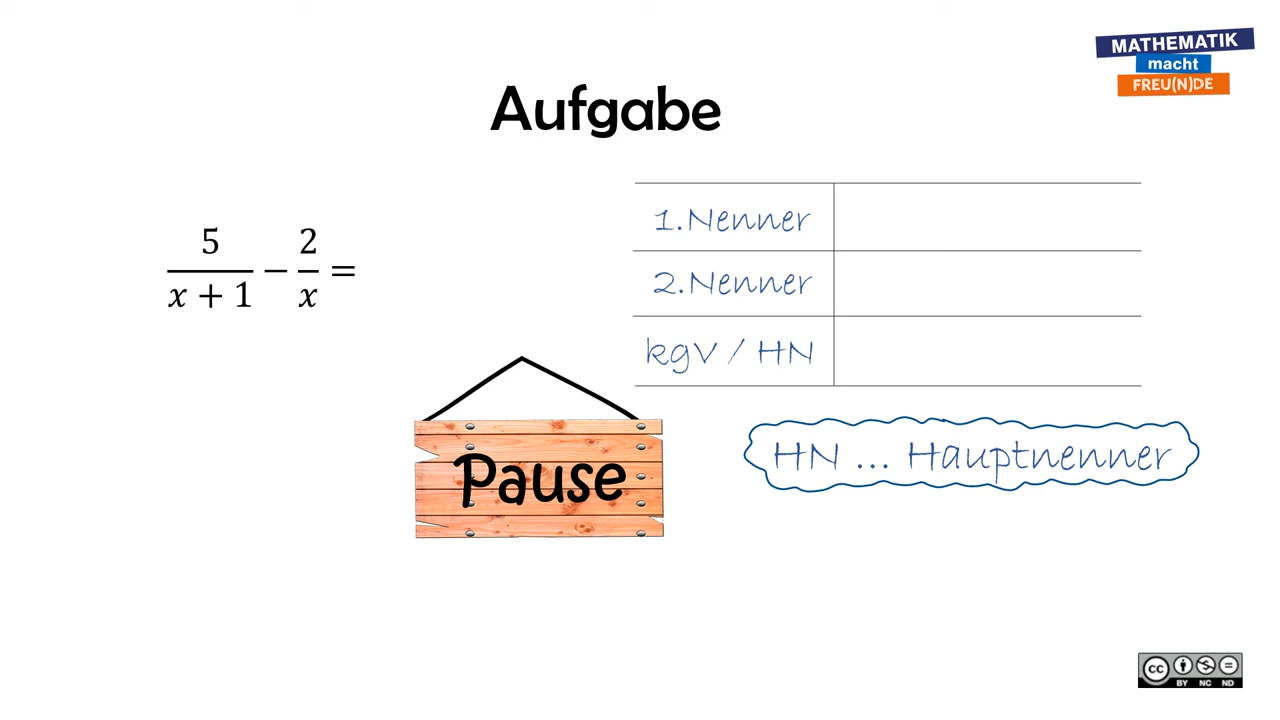 MATHEMATIK
macht
FREU(N)DE
Aufgabe
5/(x + 1) − 2/x =
1.Nenner
2.Nenner
kgV / HN
Pause
HN ... Hauptnenner
cc
BY NC ND